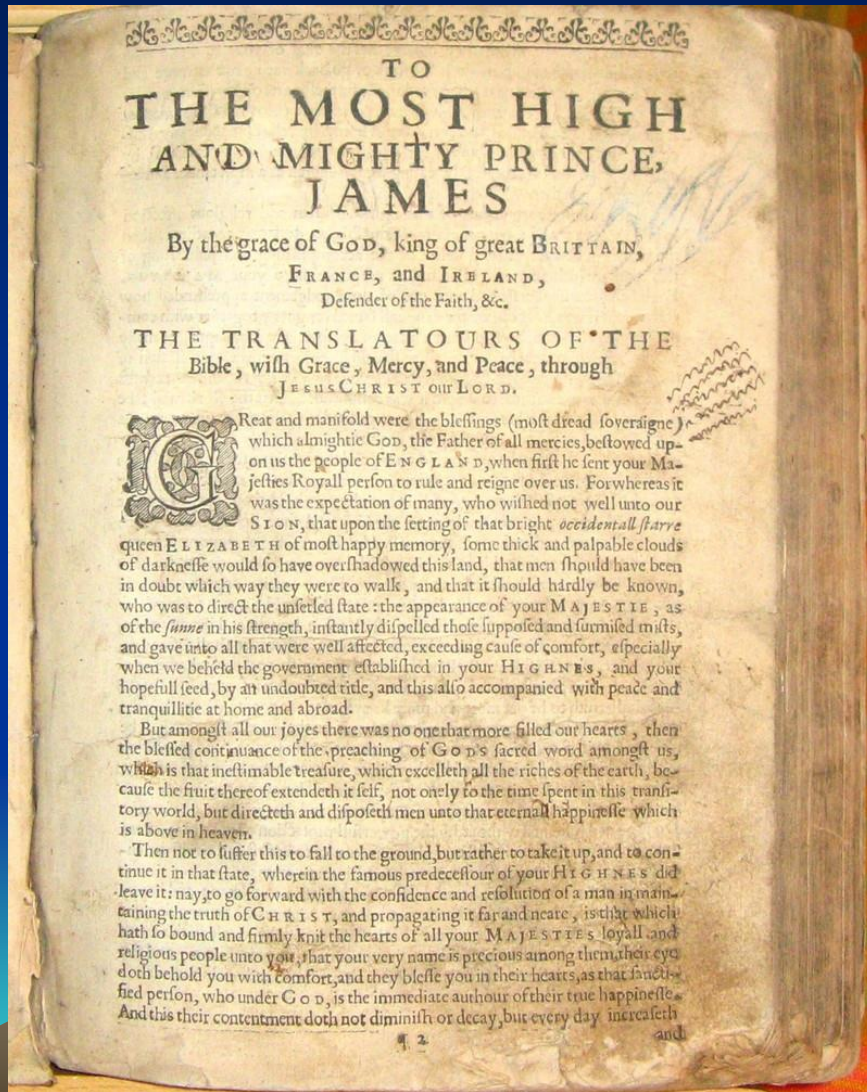 TO
THE MOST HIGH
AND MIGHTY PRINCE,
JAMES
By the grace of GOD, king of great BRITTAIN,
FRANCE, and IRELAND,
Defender of the Faith, &c.
THE TRANSLATOURS OF THE
Bible, wiſh Grace, Mercy, and Peace, through
JESUS CHRIST our LORD.
GReat and manifold were the bleſſings (moſt dread ſoveraigne)
which almightie GOD, the Father of all mercies, beſtowed up-
on us the people of ENGLAND, when firſt he ſent your Ma-
jeſties Royall perſon to rule and reigne over us. For whereas it
was the expectation of many, who wiſhed not well unto our
SION, that upon the ſetting of that bright occidentall ſtarre
queen ELIZABETH of moſt happy memory, ſome thick and palpable clouds
of darkneſſe would ſo have overſhadowed this land, that men ſhould have been
in doubt which way they were to walk, and that it ſhould hardly be known,
who was to direct the unſetled ſtate: the appearance of your MAJESTIE, as
of the ſunne in his ſtrength, inſtantly diſpelled thoſe ſuppoſed and ſurmiſed miſts,
and gave unto all that were well affected, exceeding cauſe of comfort, eſpecially
when we beheld the government eſtabliſhed in your HIGHNES, and your
hopefull ſeed, by an undoubted title, and this alſo accompanied with peace and
tranquillitie at home and abroad.
But amongſt all our joyes there was no one that more filled our hearts, then
the bleſſed continuance of the preaching of GODS ſacred word amongſt us,
which is that ineſtimable treaſure, which excelleth all the riches of the earth, be-
cauſe the fruit thereof extendeth it ſelf, not onely to the time ſpent in this tranſi-
tory world, but directeth and diſpoſeth men unto that eternall happineſſe which
is above in heaven.
Then not to ſuffer this to fall to the ground, but rather to take it up, and to con-
tinue it in that ſtate, wherein the famous predeceſſour of your HIGHNES did
leave it: nay, to go forward with the confidence and reſolution of a man in main-
taining the truth of CHRIST, and propagating it far and neare, is that which
hath ſo bound and firmly knit the hearts of all your MAJESTIES loyall and
religious people unto you, that your very name is precious among them, their eye
doth behold you with comfort, and they bleſſe you in their hearts, as that ſancti-
fied perſon, who under GOD, is the immediate authour of their true happineſſe.
And this their contentment doth not diminiſh or decay, but every day increaſeth
¶ 2 and